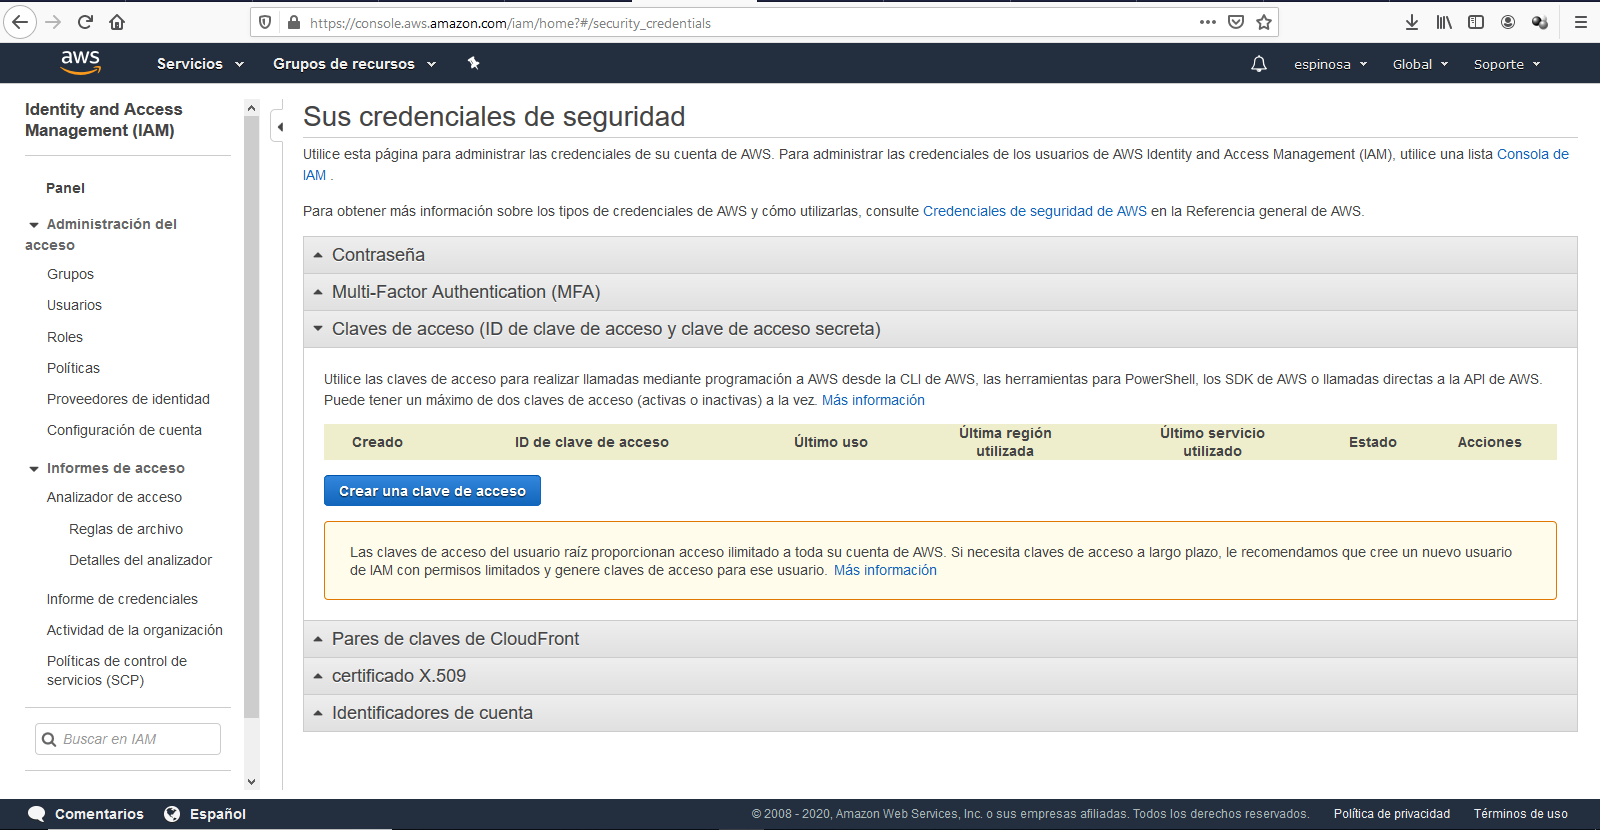 https://console.aws.amazon.com/iam/home?#/security_credentials
aws
Servicios
Grupos de recursos
espinosa
Global
Soporte
Identity and Access
Management (IAM)
Panel
Administración del
acceso
Grupos
Usuarios
Roles
Políticas
Proveedores de identidad
Configuración de cuenta
Informes de acceso
Analizador de acceso
Reglas de archivo
Detalles del analizador
Informe de credenciales
Actividad de la organización
Políticas de control de
servicios (SCP)
Buscar en IAM
Sus credenciales de seguridad
Utilice esta página para administrar las credenciales de su cuenta de AWS. Para administrar las credenciales de los usuarios de AWS Identity and Access Management (IAM), utilice una lista Consola de
IAM .
Para obtener más información sobre los tipos de credenciales de AWS y cómo utilizarlas, consulte Credenciales de seguridad de AWS en la Referencia general de AWS.
Contraseña
Multi-Factor Authentication (MFA)
Claves de acceso (ID de clave de acceso y clave de acceso secreta)
Utilice las claves de acceso para realizar llamadas mediante programación a AWS desde la CLI de AWS, las herramientas para PowerShell, los SDK de AWS o llamadas directas a la API de AWS.
Puede tener un máximo de dos claves de acceso (activas o inactivas) a la vez. Más información
Creado
ID de clave de acceso
Último uso
Última región
utilizada
Último servicio
utilizado
Estado
Acciones
Crear una clave de acceso
Las claves de acceso del usuario raíz proporcionan acceso ilimitado a toda su cuenta de AWS. Si necesita claves de acceso a largo plazo, le recomendamos que cree un nuevo usuario
de IAM con permisos limitados y genere claves de acceso para ese usuario. Más información
Pares de claves de CloudFront
certificado X.509
Identificadores de cuenta
Comentarios
Español
© 2008 - 2020, Amazon Web Services, Inc. o sus empresas afiliadas. Todos los derechos reservados.
Política de privacidad
Términos de uso